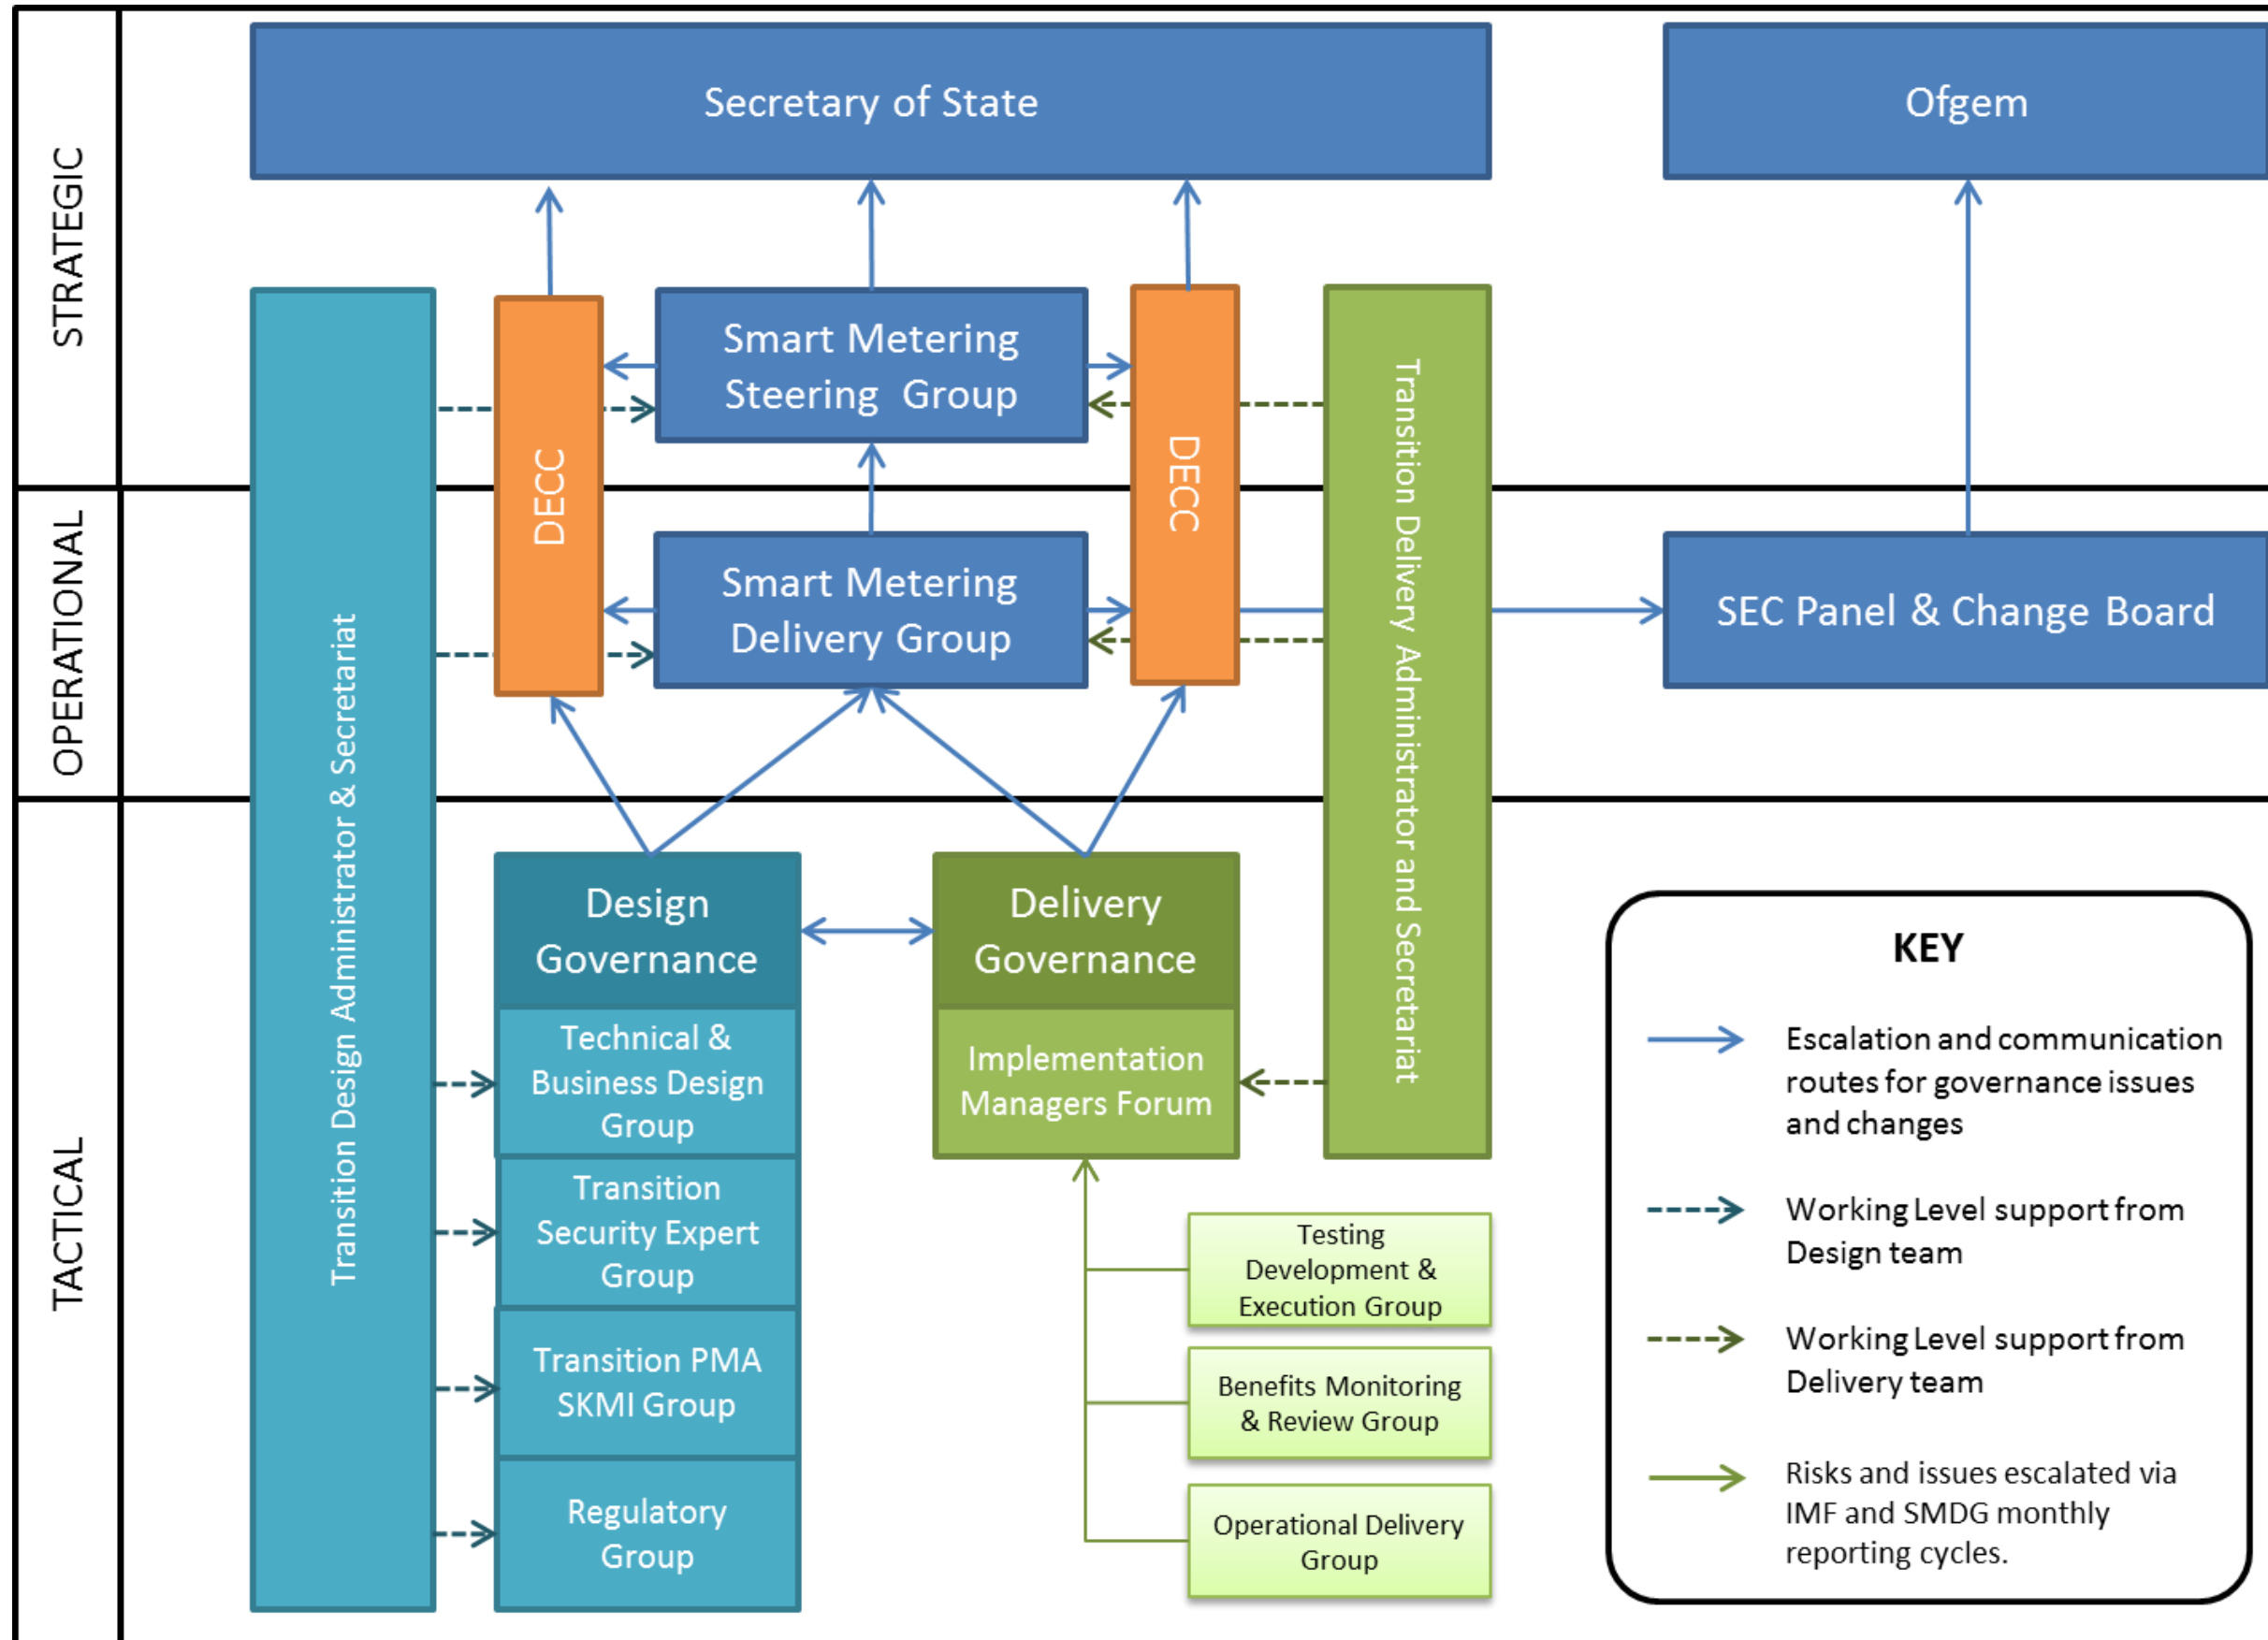 STRATEGIC
Secretary of State
Ofgem
Smart Metering
Steering Group
DECC
DECC
Transition Design Administrator & Secretariat
Transition Delivery Administrator and Secretariat
OPERATIONAL
Smart Metering
Delivery Group
SEC Panel & Change Board
TACTICAL
Design
Governance
Technical &
Business Design
Group
Transition
Security Expert
Group
Transition PMA
SKMI Group
Regulatory
Group
Delivery
Governance
Implementation
Managers Forum
Testing
Development &
Execution Group
Benefits Monitoring
& Review Group
Operational Delivery
Group
KEY
Escalation and communication
routes for governance issues
and changes
Working Level support from
Design team
Working Level support from
Delivery team
Risks and issues escalated via
IMF and SMDG monthly
reporting cycles.